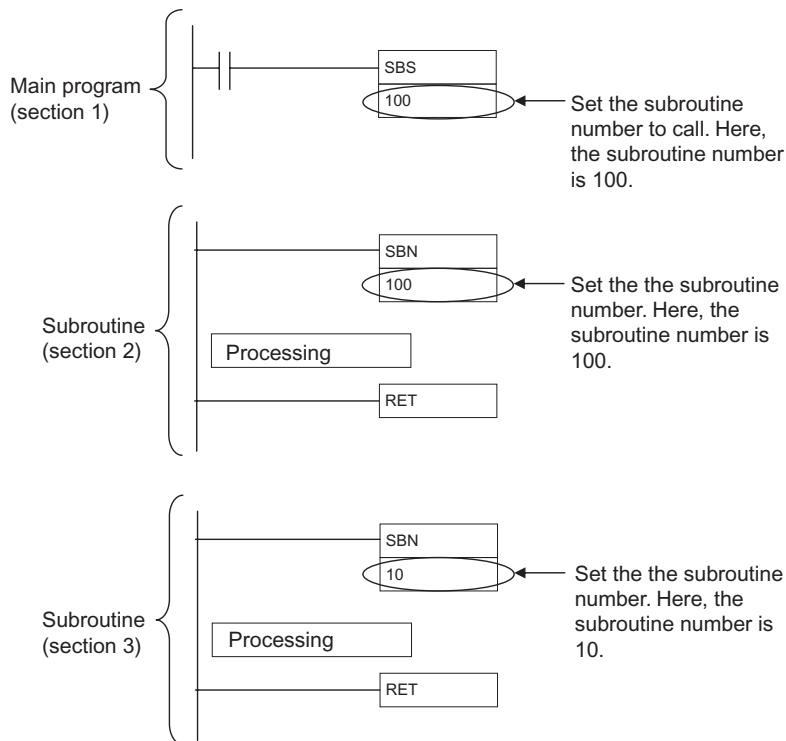 Main program
(section 1)
SBS
100
Set the subroutine
number to call. Here,
the subroutine number
is 100.
Subroutine
(section 2)
SBN
100
Set the the subroutine
number. Here, the
subroutine number is
100.
Processing
RET
Subroutine
(section 3)
SBN
10
Set the the subroutine
number. Here, the
subroutine number is
10.
Processing
RET